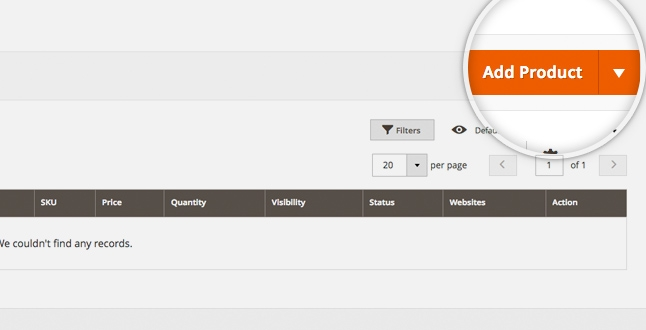 Add Product
Filters
Defau
20 per page 1 of 1
SKU Price Quantity Visibility Status Websites Action
We couldn't find any records.